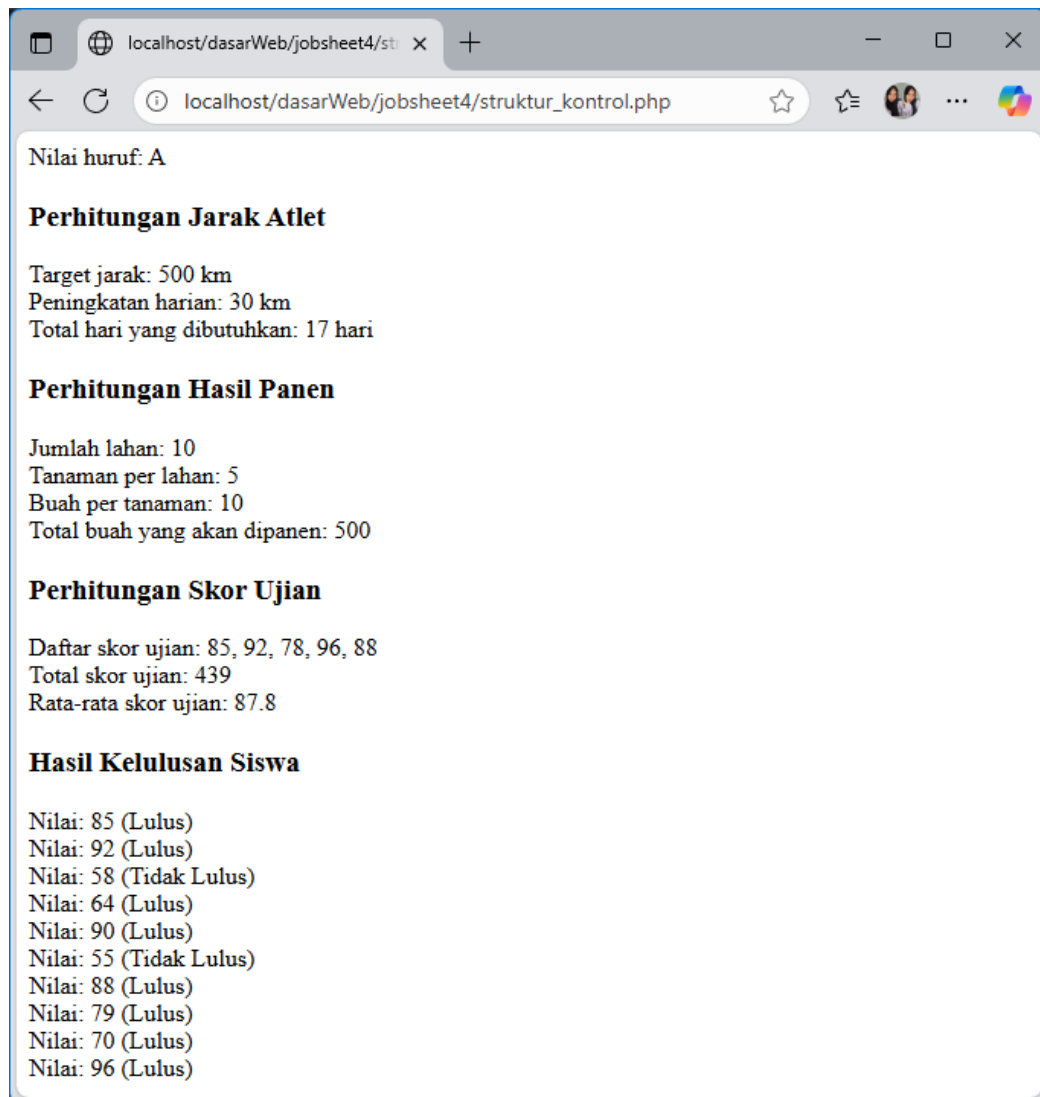 localhost/dasarWeb/jobsheet4/str
localhost/dasarWeb/jobsheet4/struktur_kontrol.php
Nilai huruf: A
Perhitungan Jarak Atlet
Target jarak: 500 km
Peningkatan harian: 30 km
Total hari yang dibutuhkan: 17 hari
Perhitungan Hasil Panen
Jumlah lahan: 10
Tanaman per lahan: 5
Buah per tanaman: 10
Total buah yang akan dipanen: 500
Perhitungan Skor Ujian
Daftar skor ujian: 85, 92, 78, 96, 88
Total skor ujian: 439
Rata-rata skor ujian: 87.8
Hasil Kelulusan Siswa
Nilai: 85 (Lulus)
Nilai: 92 (Lulus)
Nilai: 58 (Tidak Lulus)
Nilai: 64 (Lulus)
Nilai: 90 (Lulus)
Nilai: 55 (Tidak Lulus)
Nilai: 88 (Lulus)
Nilai: 79 (Lulus)
Nilai: 70 (Lulus)
Nilai: 96 (Lulus)